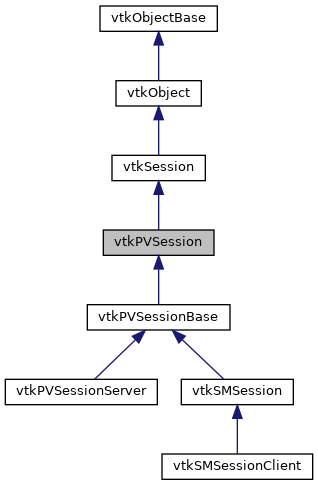 vtkObjectBase
vtkObject
vtkSession
vtkPVSession
vtkPVSessionBase
vtkPVSessionServer
vtkSMSession
vtkSMSessionClient